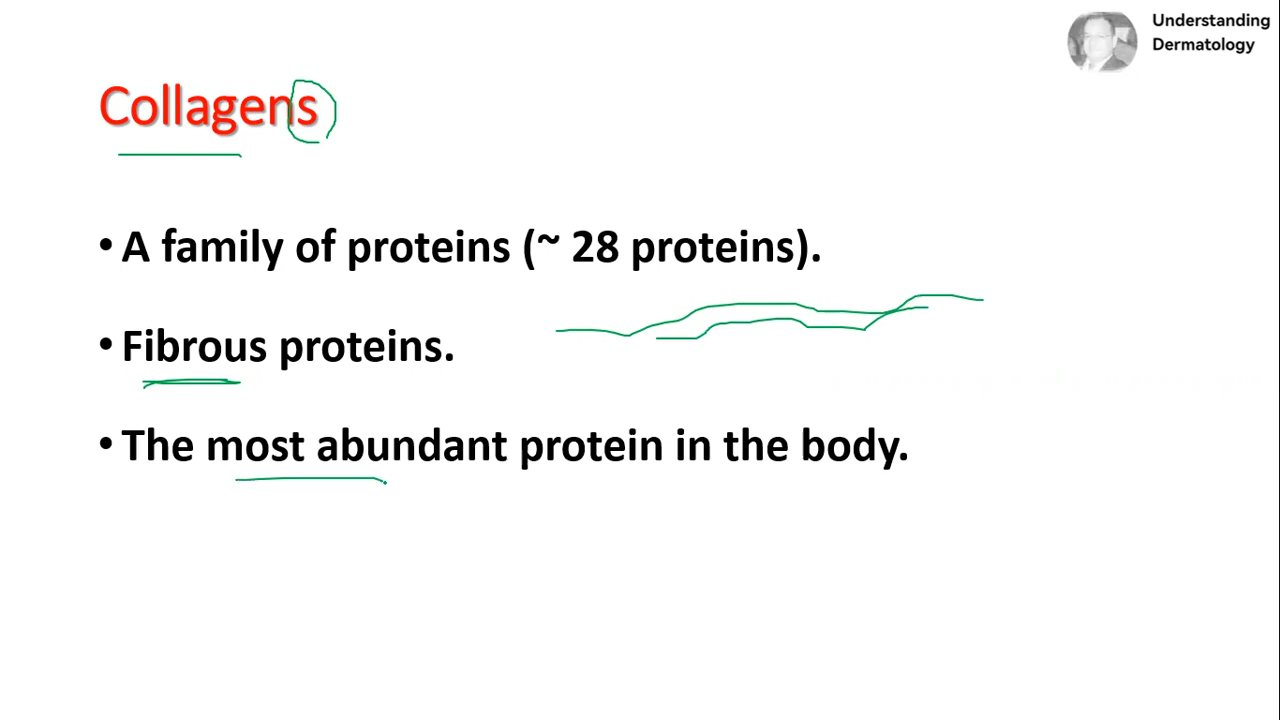 Understanding
Dermatology
Collagens
• A family of proteins (~ 28 proteins).
• Fibrous proteins.
• The most abundant protein in the body.